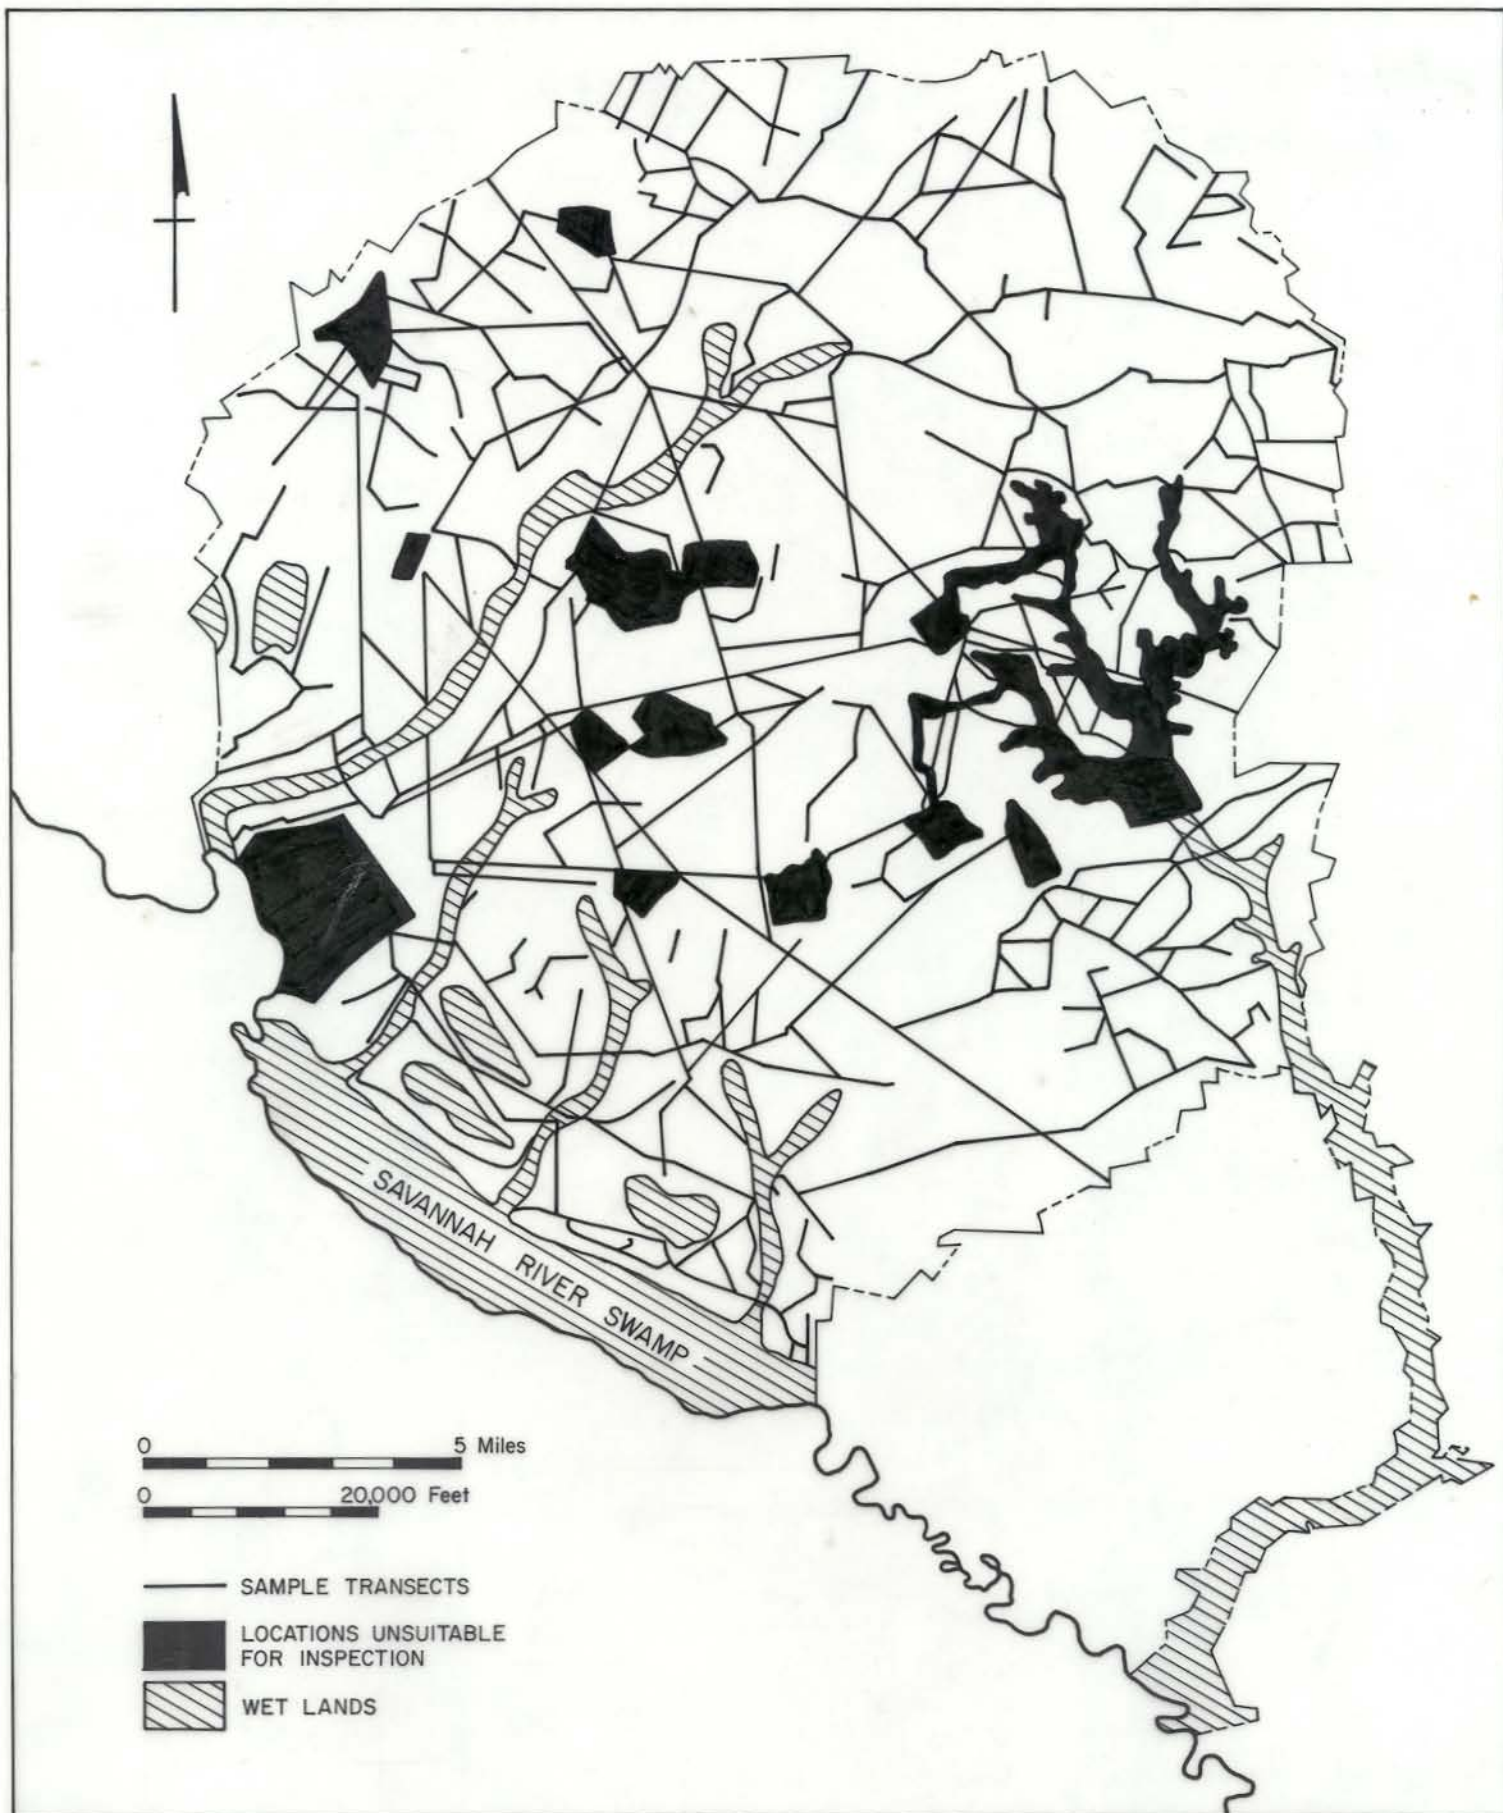 SAVANNAH RIVER SWAMP
0 5 Miles
0 20,000 Feet
SAMPLE TRANSECTS
LOCATIONS UNSUITABLE
FOR INSPECTION
WET LANDS